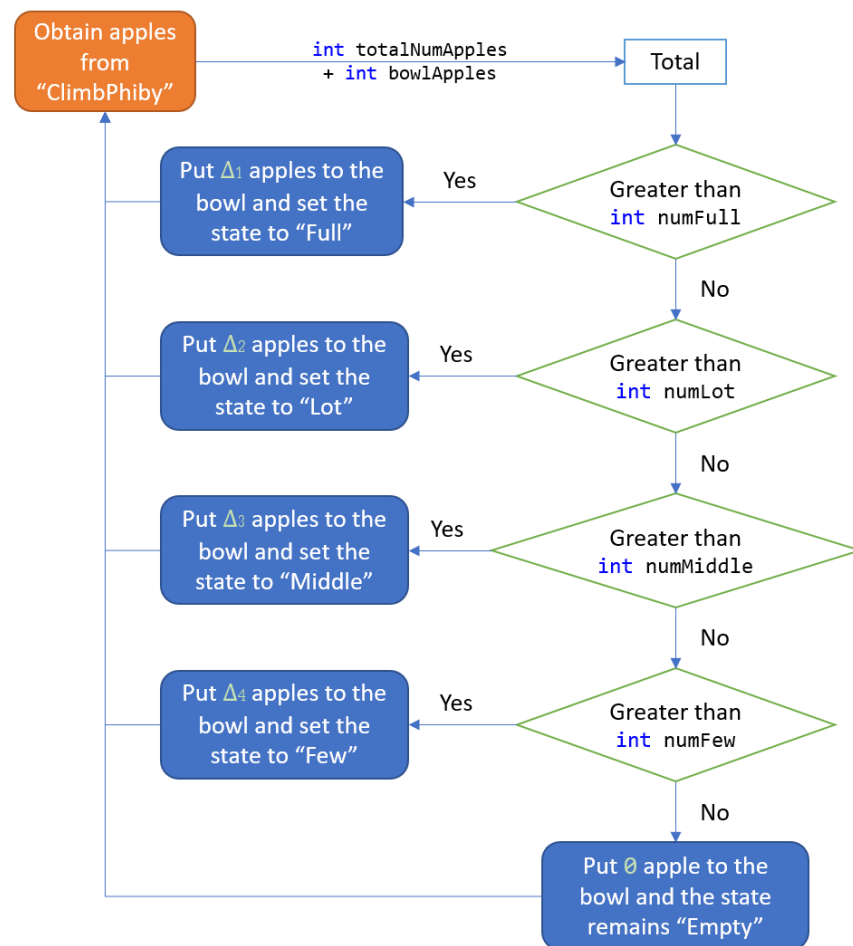 Obtain apples
from
“ClimbPhiby”
int totalNumApples
+ int bowlApples
Total
Put Δ1 apples to the
bowl and set the
state to “Full”
Yes
Greater than
int numFull
No
Put Δ2 apples to the
bowl and set the
state to “Lot”
Yes
Greater than
int numLot
No
Put Δ3 apples to the
bowl and set the
state to “Middle”
Yes
Greater than
int numMiddle
No
Put Δ4 apples to the
bowl and set the
state to “Few”
Yes
Greater than
int numFew
No
Put 0 apple to the
bowl and the state
remains “Empty”